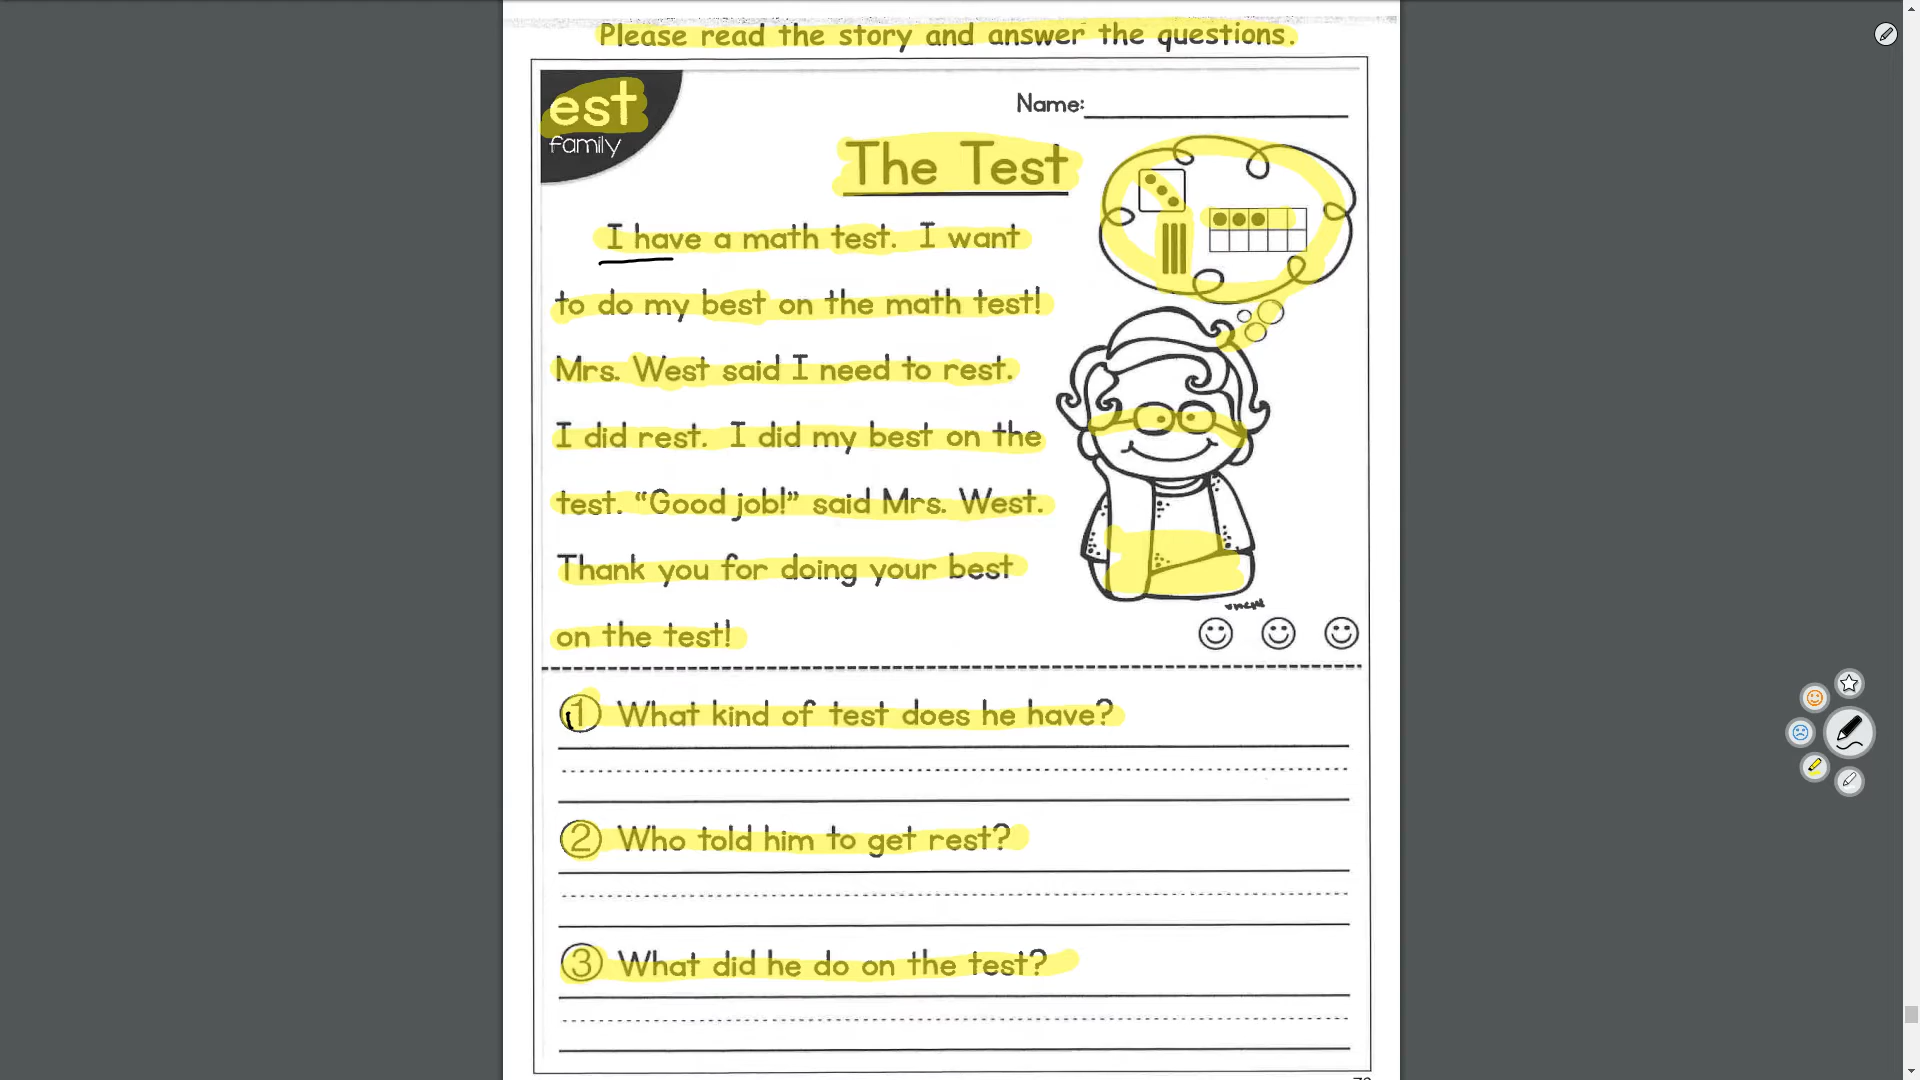 Please read the story and answer the questions.
est
family
Name:
The Test
I have a math test. I want
to do my best on the math test!
Mrs. West said I need to rest.
I did rest. I did my best on the
test. “Good job!” said Mrs. West.
Thank you for doing your best
on the test!
1 What kind of test does he have?
2 Who told him to get rest?
3 What did he do on the test?